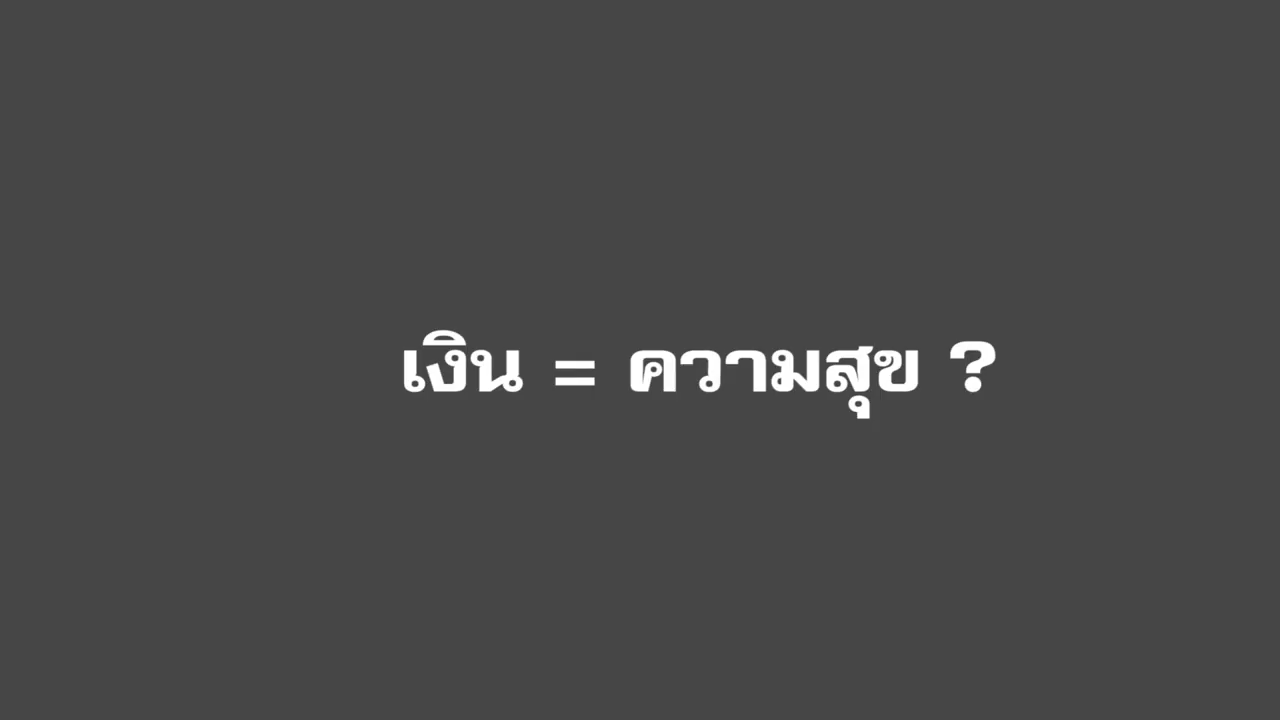 เงิน = ความสุข ?